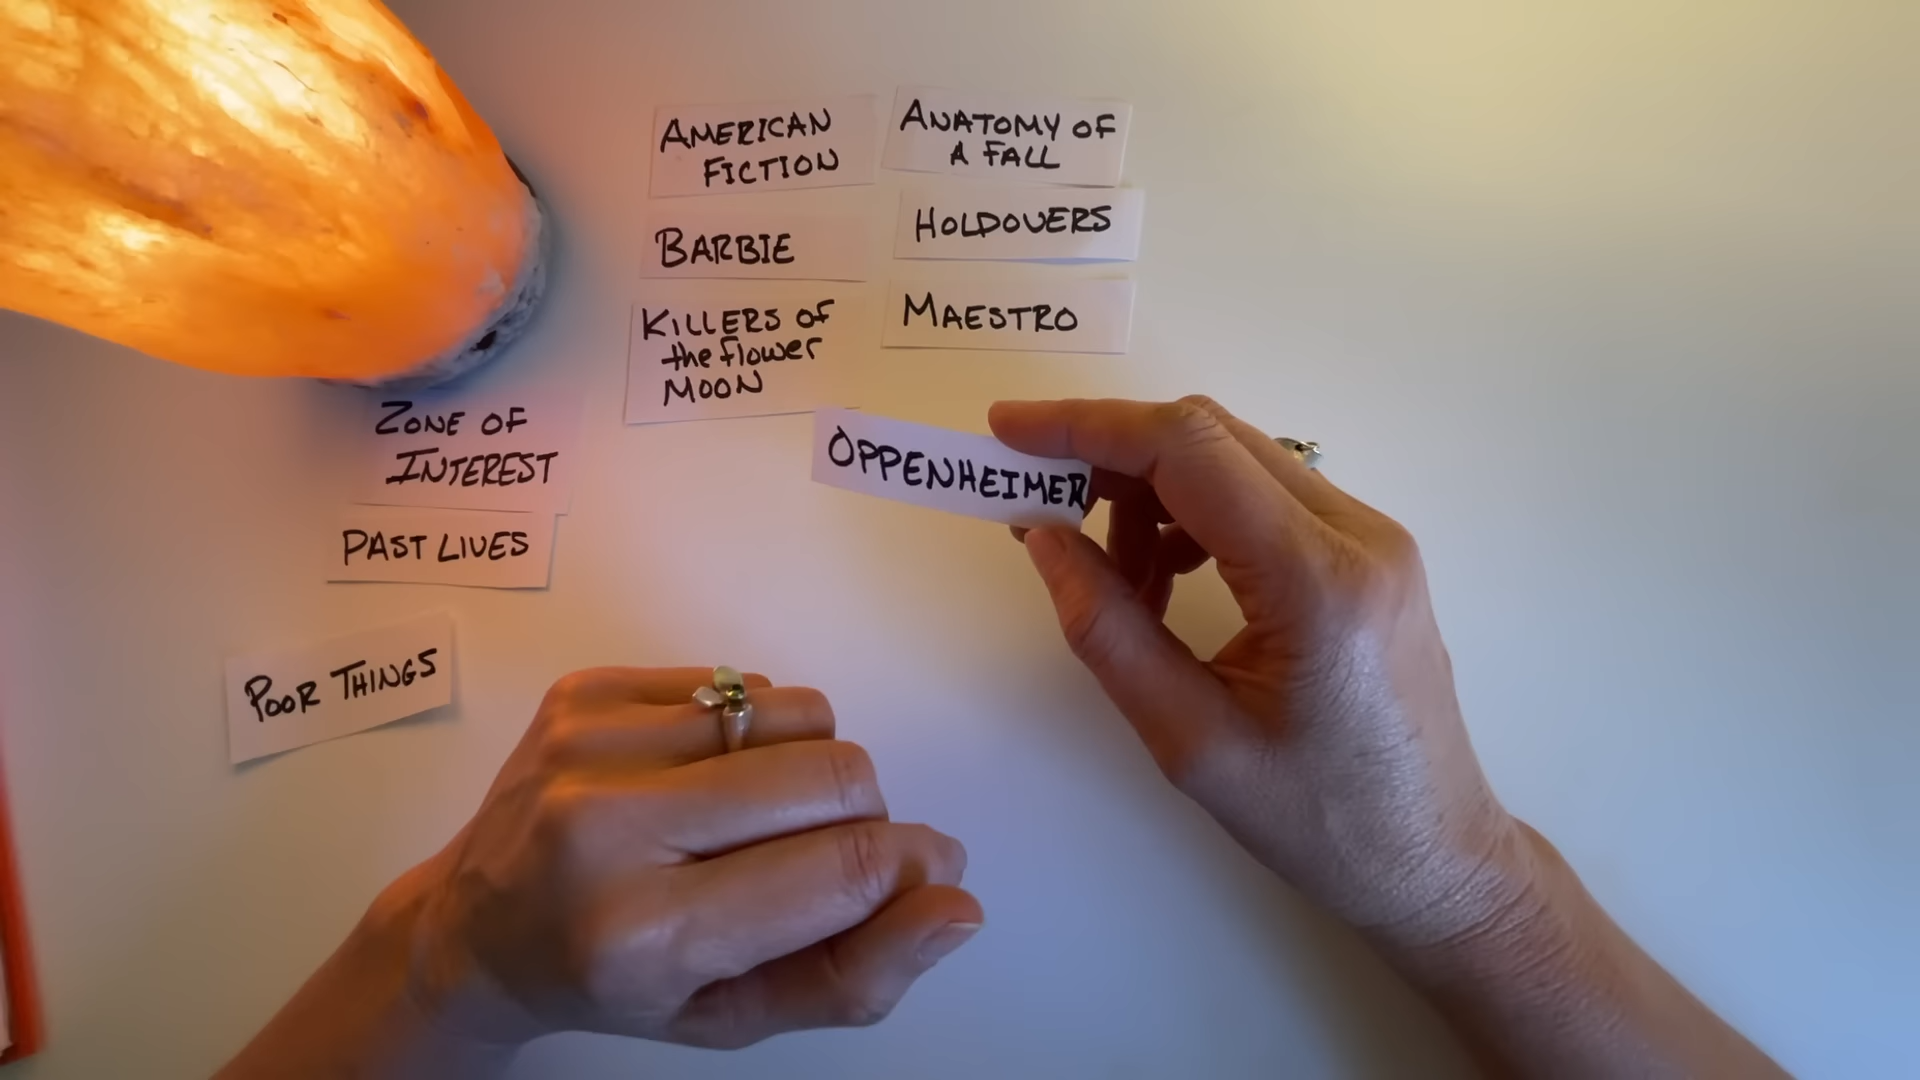 AMERICAN
FICTION
ANATOMY OF
A FALL
BARBIE
HOLDOVERS
KILLERS OF
the flower
MOON
MAESTRO
ZONE OF
INTEREST
OPPENHEIMER
PAST LIVES
POOR THINGS